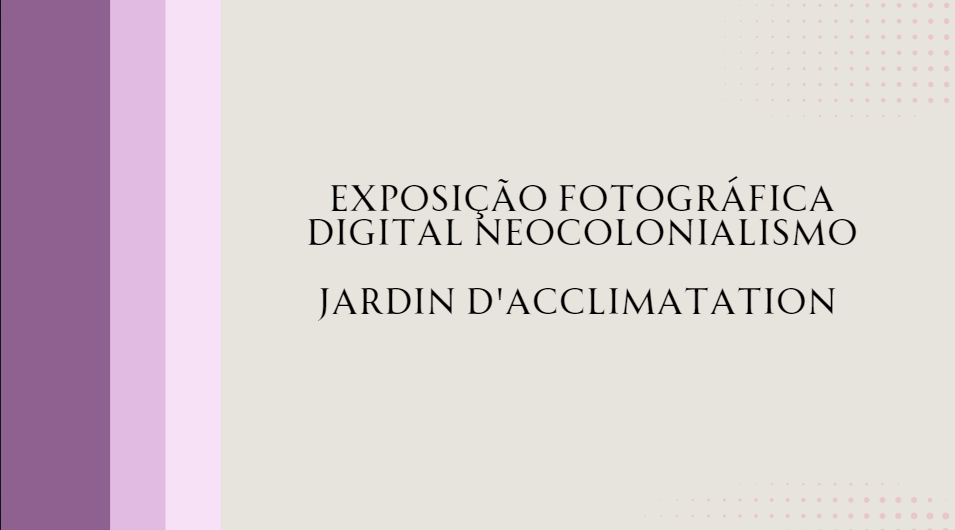 EXPOSIÇÃO FOTOGRÁFICA
DIGITAL NEOCOLONIALISMO
JARDIN D'ACCLIMATATION